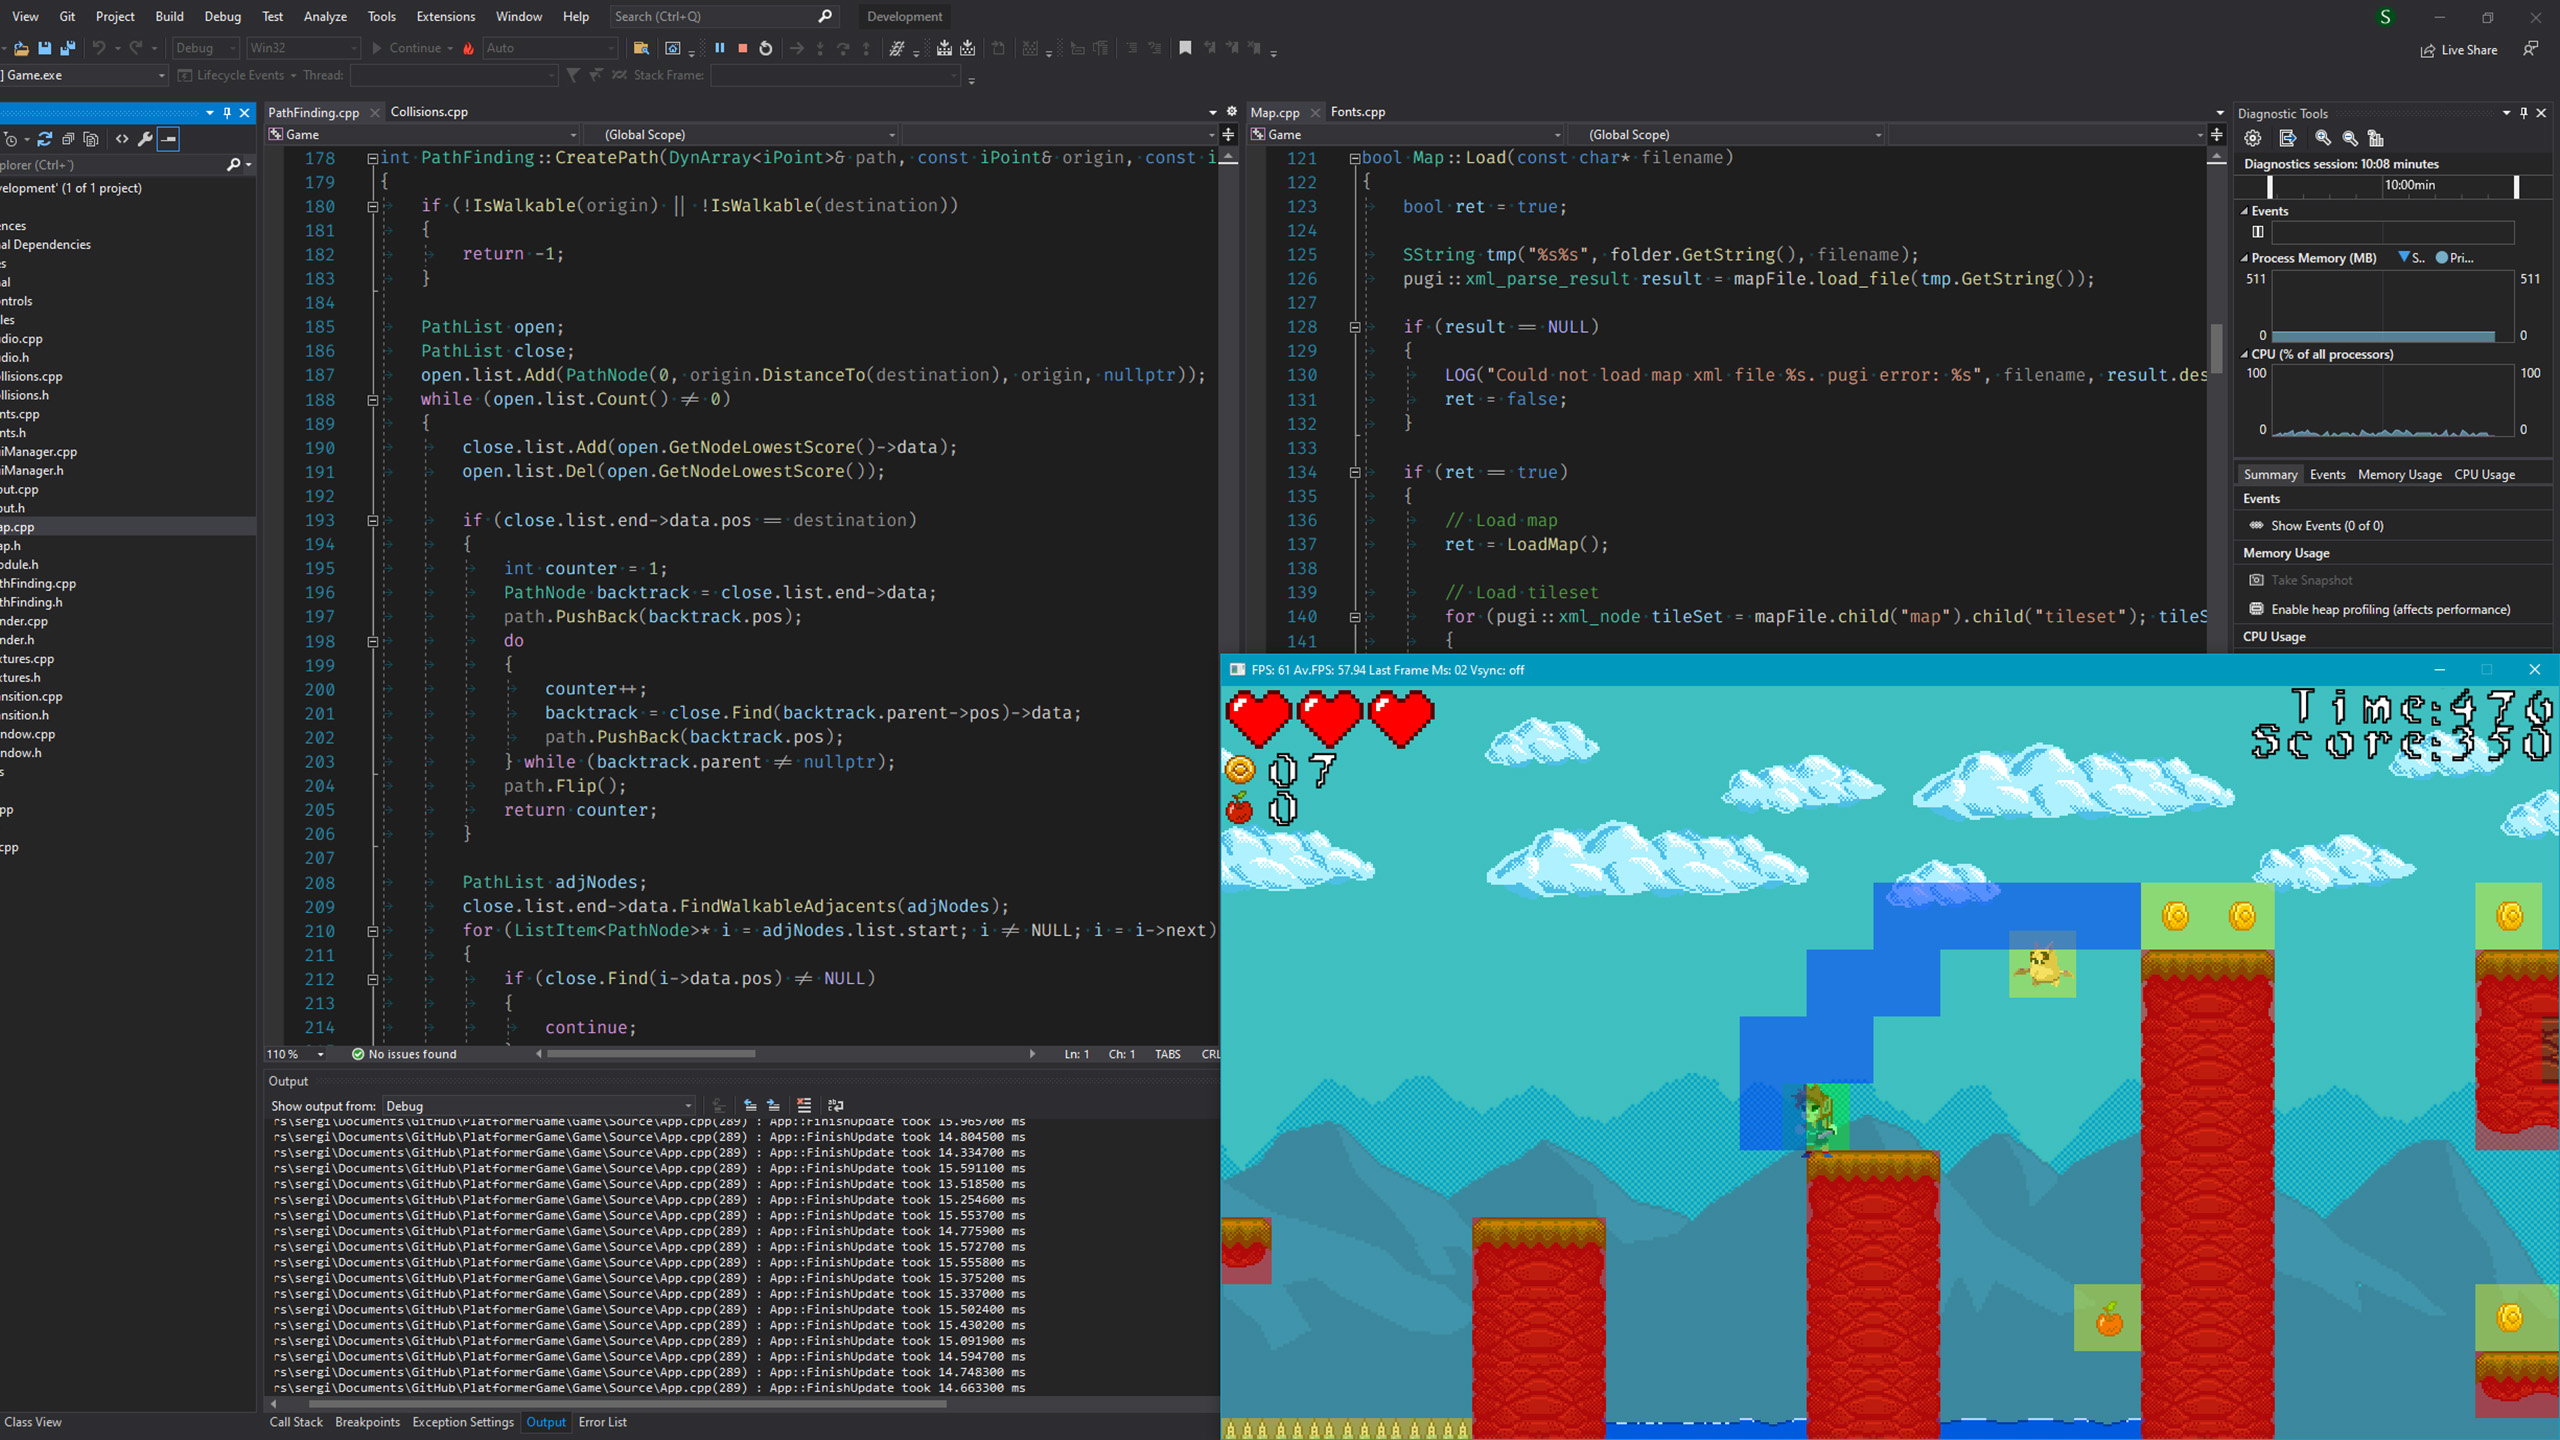 View Git Project Build Debug Test Analyze Tools Extensions Window Help Search (Ctrl+Q) Development S
Debug Win32 Continue Auto Live Share
Game.exe Lifecycle Events Thread: Stack Frame:
PathFinding.cpp Collisions.cpp
Game (Global Scope)
plorer (Ctrl+¨)
velopment' (1 of 1 project)
ences
al Dependencies
es
al
ontrols
les
dio.cpp
dio.h
ollisions.cpp
ollisions.h
nts.cpp
nts.h
iiManager.cpp
iiManager.h
out.cpp
out.h
ap.cpp
ap.h
odule.h
thFinding.cpp
thFinding.h
nder.cpp
nder.h
xtures.cpp
xtures.h
ansition.cpp
ansition.h
indow.cpp
indow.h
s
pp
cpp
Class View
178 int PathFinding::CreatePath(DynArray<iPoint>& path, const iPoint& origin, const i
179 {
180 if (!IsWalkable(origin) || !IsWalkable(destination))
181 {
182 return -1;
183 }
184
185 PathList open;
186 PathList close;
187 open.list.Add(PathNode(0, origin.DistanceTo(destination), origin, nullptr));
188 while (open.list.Count() ≠ 0)
189 {
190 close.list.Add(open.GetNodeLowestScore()->data);
191 open.list.Del(open.GetNodeLowestScore());
192
193 if (close.list.end->data.pos == destination)
194 {
195 int counter = 1;
196 PathNode backtrack = close.list.end->data;
197 path.PushBack(backtrack.pos);
198 do
199 {
200 counter++;
201 backtrack = close.Find(backtrack.parent->pos)->data;
202 path.PushBack(backtrack.pos);
203 } while (backtrack.parent ≠ nullptr);
204 path.Flip();
205 return counter;
206 }
207
208 PathList adjNodes;
209 close.list.end->data.FindWalkableAdjacents(adjNodes);
210 for (ListItem<PathNode>* i = adjNodes.list.start; i ≠ NULL; i = i->next)
211 {
212 if (close.Find(i->data.pos) ≠ NULL)
213 {
214 continue;
110 % No issues found Ln: 1 Ch: 1 TABS CRL
Output
Show output from: Debug
rs\sergi\Documents\GitHub\PlatformerGame\Game\Source\App.cpp(289) : App::FinishUpdate took 15.965700 ms
rs\sergi\Documents\GitHub\PlatformerGame\Game\Source\App.cpp(289) : App::FinishUpdate took 14.804500 ms
rs\sergi\Documents\GitHub\PlatformerGame\Game\Source\App.cpp(289) : App::FinishUpdate took 14.334700 ms
rs\sergi\Documents\GitHub\PlatformerGame\Game\Source\App.cpp(289) : App::FinishUpdate took 15.591100 ms
rs\sergi\Documents\GitHub\PlatformerGame\Game\Source\App.cpp(289) : App::FinishUpdate took 13.518500 ms
rs\sergi\Documents\GitHub\PlatformerGame\Game\Source\App.cpp(289) : App::FinishUpdate took 15.254600 ms
rs\sergi\Documents\GitHub\PlatformerGame\Game\Source\App.cpp(289) : App::FinishUpdate took 15.553700 ms
rs\sergi\Documents\GitHub\PlatformerGame\Game\Source\App.cpp(289) : App::FinishUpdate took 14.775900 ms
rs\sergi\Documents\GitHub\PlatformerGame\Game\Source\App.cpp(289) : App::FinishUpdate took 15.572700 ms
rs\sergi\Documents\GitHub\PlatformerGame\Game\Source\App.cpp(289) : App::FinishUpdate took 15.555800 ms
rs\sergi\Documents\GitHub\PlatformerGame\Game\Source\App.cpp(289) : App::FinishUpdate took 15.375200 ms
rs\sergi\Documents\GitHub\PlatformerGame\Game\Source\App.cpp(289) : App::FinishUpdate took 15.337000 ms
rs\sergi\Documents\GitHub\PlatformerGame\Game\Source\App.cpp(289) : App::FinishUpdate took 15.502400 ms
rs\sergi\Documents\GitHub\PlatformerGame\Game\Source\App.cpp(289) : App::FinishUpdate took 15.430200 ms
rs\sergi\Documents\GitHub\PlatformerGame\Game\Source\App.cpp(289) : App::FinishUpdate took 15.091900 ms
rs\sergi\Documents\GitHub\PlatformerGame\Game\Source\App.cpp(289) : App::FinishUpdate took 14.594700 ms
rs\sergi\Documents\GitHub\PlatformerGame\Game\Source\App.cpp(289) : App::FinishUpdate took 14.748300 ms
rs\sergi\Documents\GitHub\PlatformerGame\Game\Source\App.cpp(289) : App::FinishUpdate took 14.663300 ms
Call Stack Breakpoints Exception Settings Output Error List
Map.cpp Fonts.cpp
Game (Global Scope)
121 bool Map::Load(const char* filename)
122 {
123 bool ret = true;
124
125 SString tmp("%s%s", folder.GetString(), filename);
126 pugi::xml_parse_result result = mapFile.load_file(tmp.GetString());
127
128 if (result == NULL)
129 {
130 LOG("Could not load map xml file %s. pugi error: %s", filename, result.des
131 ret = false;
132 }
133
134 if (ret == true)
135 {
136 // Load map
137 ret = LoadMap();
138
139 // Load tileset
140 for (pugi::xml_node tileSet = mapFile.child("map").child("tileset"); tileS
141 {
Diagnostic Tools
Diagnostics session: 10:08 minutes
10:00min
Events
Process Memory (MB) S.. Pri...
511 511
0 0
CPU (% of all processors)
100 100
0 0
Summary Events Memory Usage CPU Usage
Events
Show Events (0 of 0)
Memory Usage
Take Snapshot
Enable heap profiling (affects performance)
CPU Usage
FPS: 61 Av.FPS: 57.94 Last Frame Ms: 02 Vsync: off
Time:476
Score:350
07
0